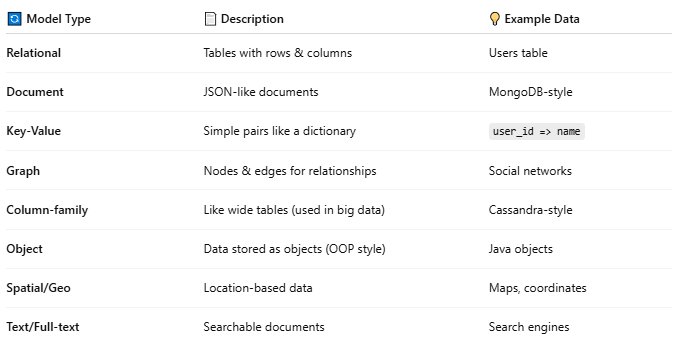 🔄 Model Type 📄 Description 💡 Example Data
Relational Tables with rows & columns Users table
Document JSON-like documents MongoDB-style
Key-Value Simple pairs like a dictionary user_id => name
Graph Nodes & edges for relationships Social networks
Column-family Like wide tables (used in big data) Cassandra-style
Object Data stored as objects (OOP style) Java objects
Spatial/Geo Location-based data Maps, coordinates
Text/Full-text Searchable documents Search engines